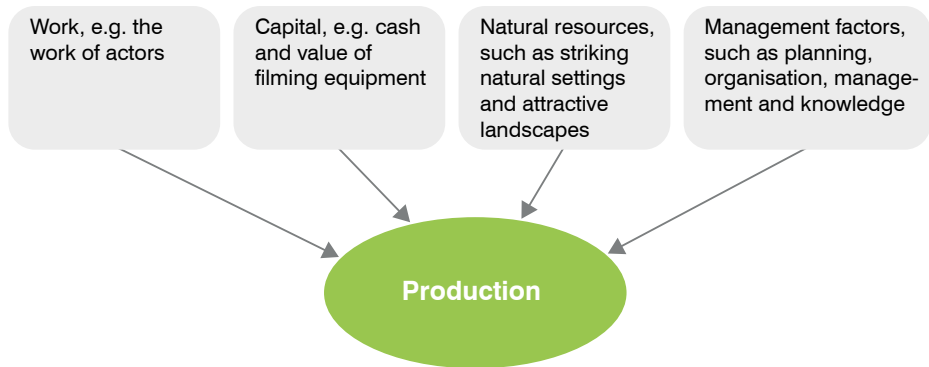 Work, e.g. the
work of actors
Capital, e.g. cash
and value of
filming equipment
Natural resources,
such as striking
natural settings
and attractive
landscapes
Management factors,
such as planning,
organisation, manage-
ment and knowledge
Production